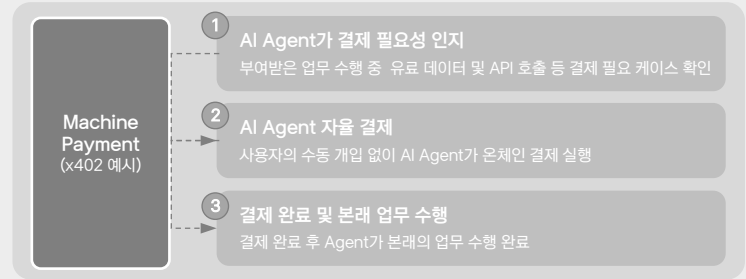 Machine
Payment
(x402 예시)
1
AI Agent가 결제 필요성 인지
부여받은 업무 수행 중 유료 데이터 및 API 호출 등 결제 필요 케이스 확인
2
AI Agent 자율 결제
사용자의 수동 개입 없이 AI Agent가 온체인 결제 실행
3
결제 완료 및 본래 업무 수행
결제 완료 후 Agent가 본래의 업무 수행 완료